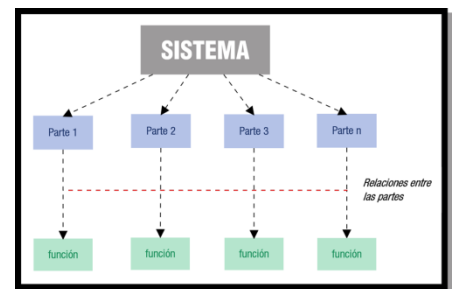 SISTEMA
Parte 1
Parte 2
Parte 3
Parte n
Relaciones entre
las partes
función
función
función
función